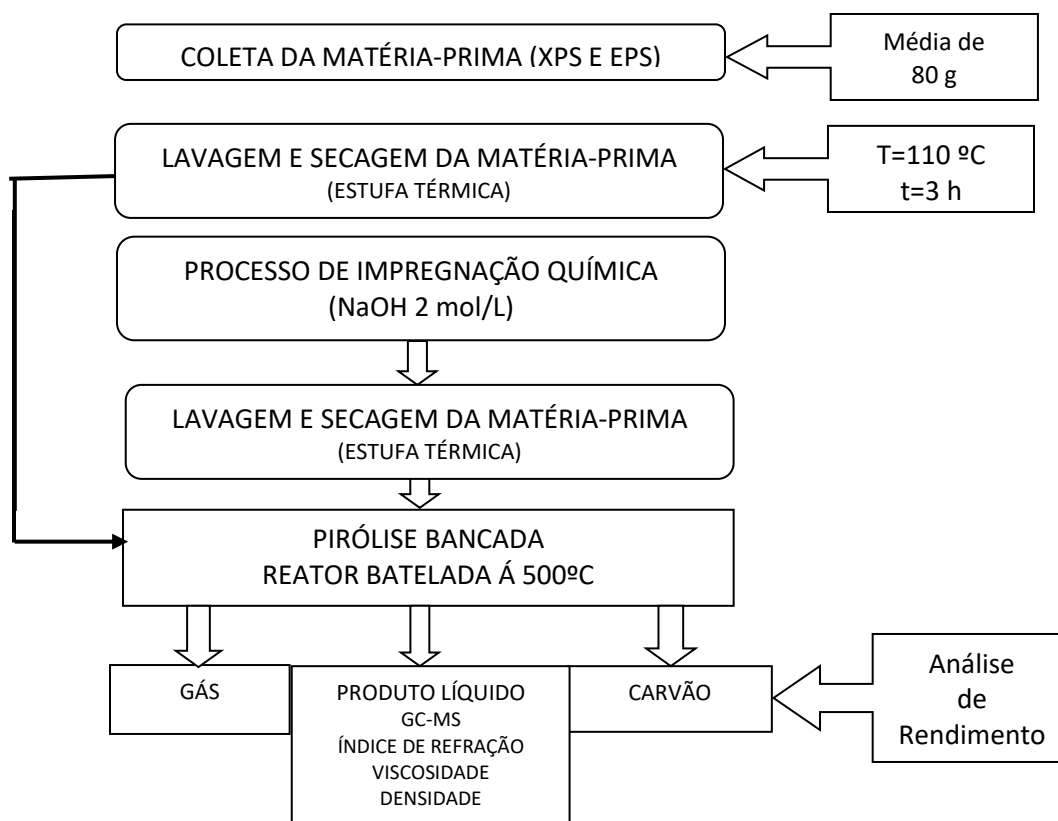 COLETA DA MATÉRIA-PRIMA (XPS E EPS)
Média de
80 g
LAVAGEM E SECAGEM DA MATÉRIA-PRIMA
(ESTUFA TÉRMICA)
T=110 ºC
t=3 h
PROCESSO DE IMPREGNAÇÃO QUÍMICA
(NaOH 2 mol/L)
LAVAGEM E SECAGEM DA MATÉRIA-PRIMA
(ESTUFA TÉRMICA)
PIRÓLISE BANCADA
REATOR BATELADA Á 500ºC
GÁS
PRODUTO LÍQUIDO
GC-MS
ÍNDICE DE REFRAÇÃO
VISCOSIDADE
DENSIDADE
CARVÃO
Análise
de
Rendimento